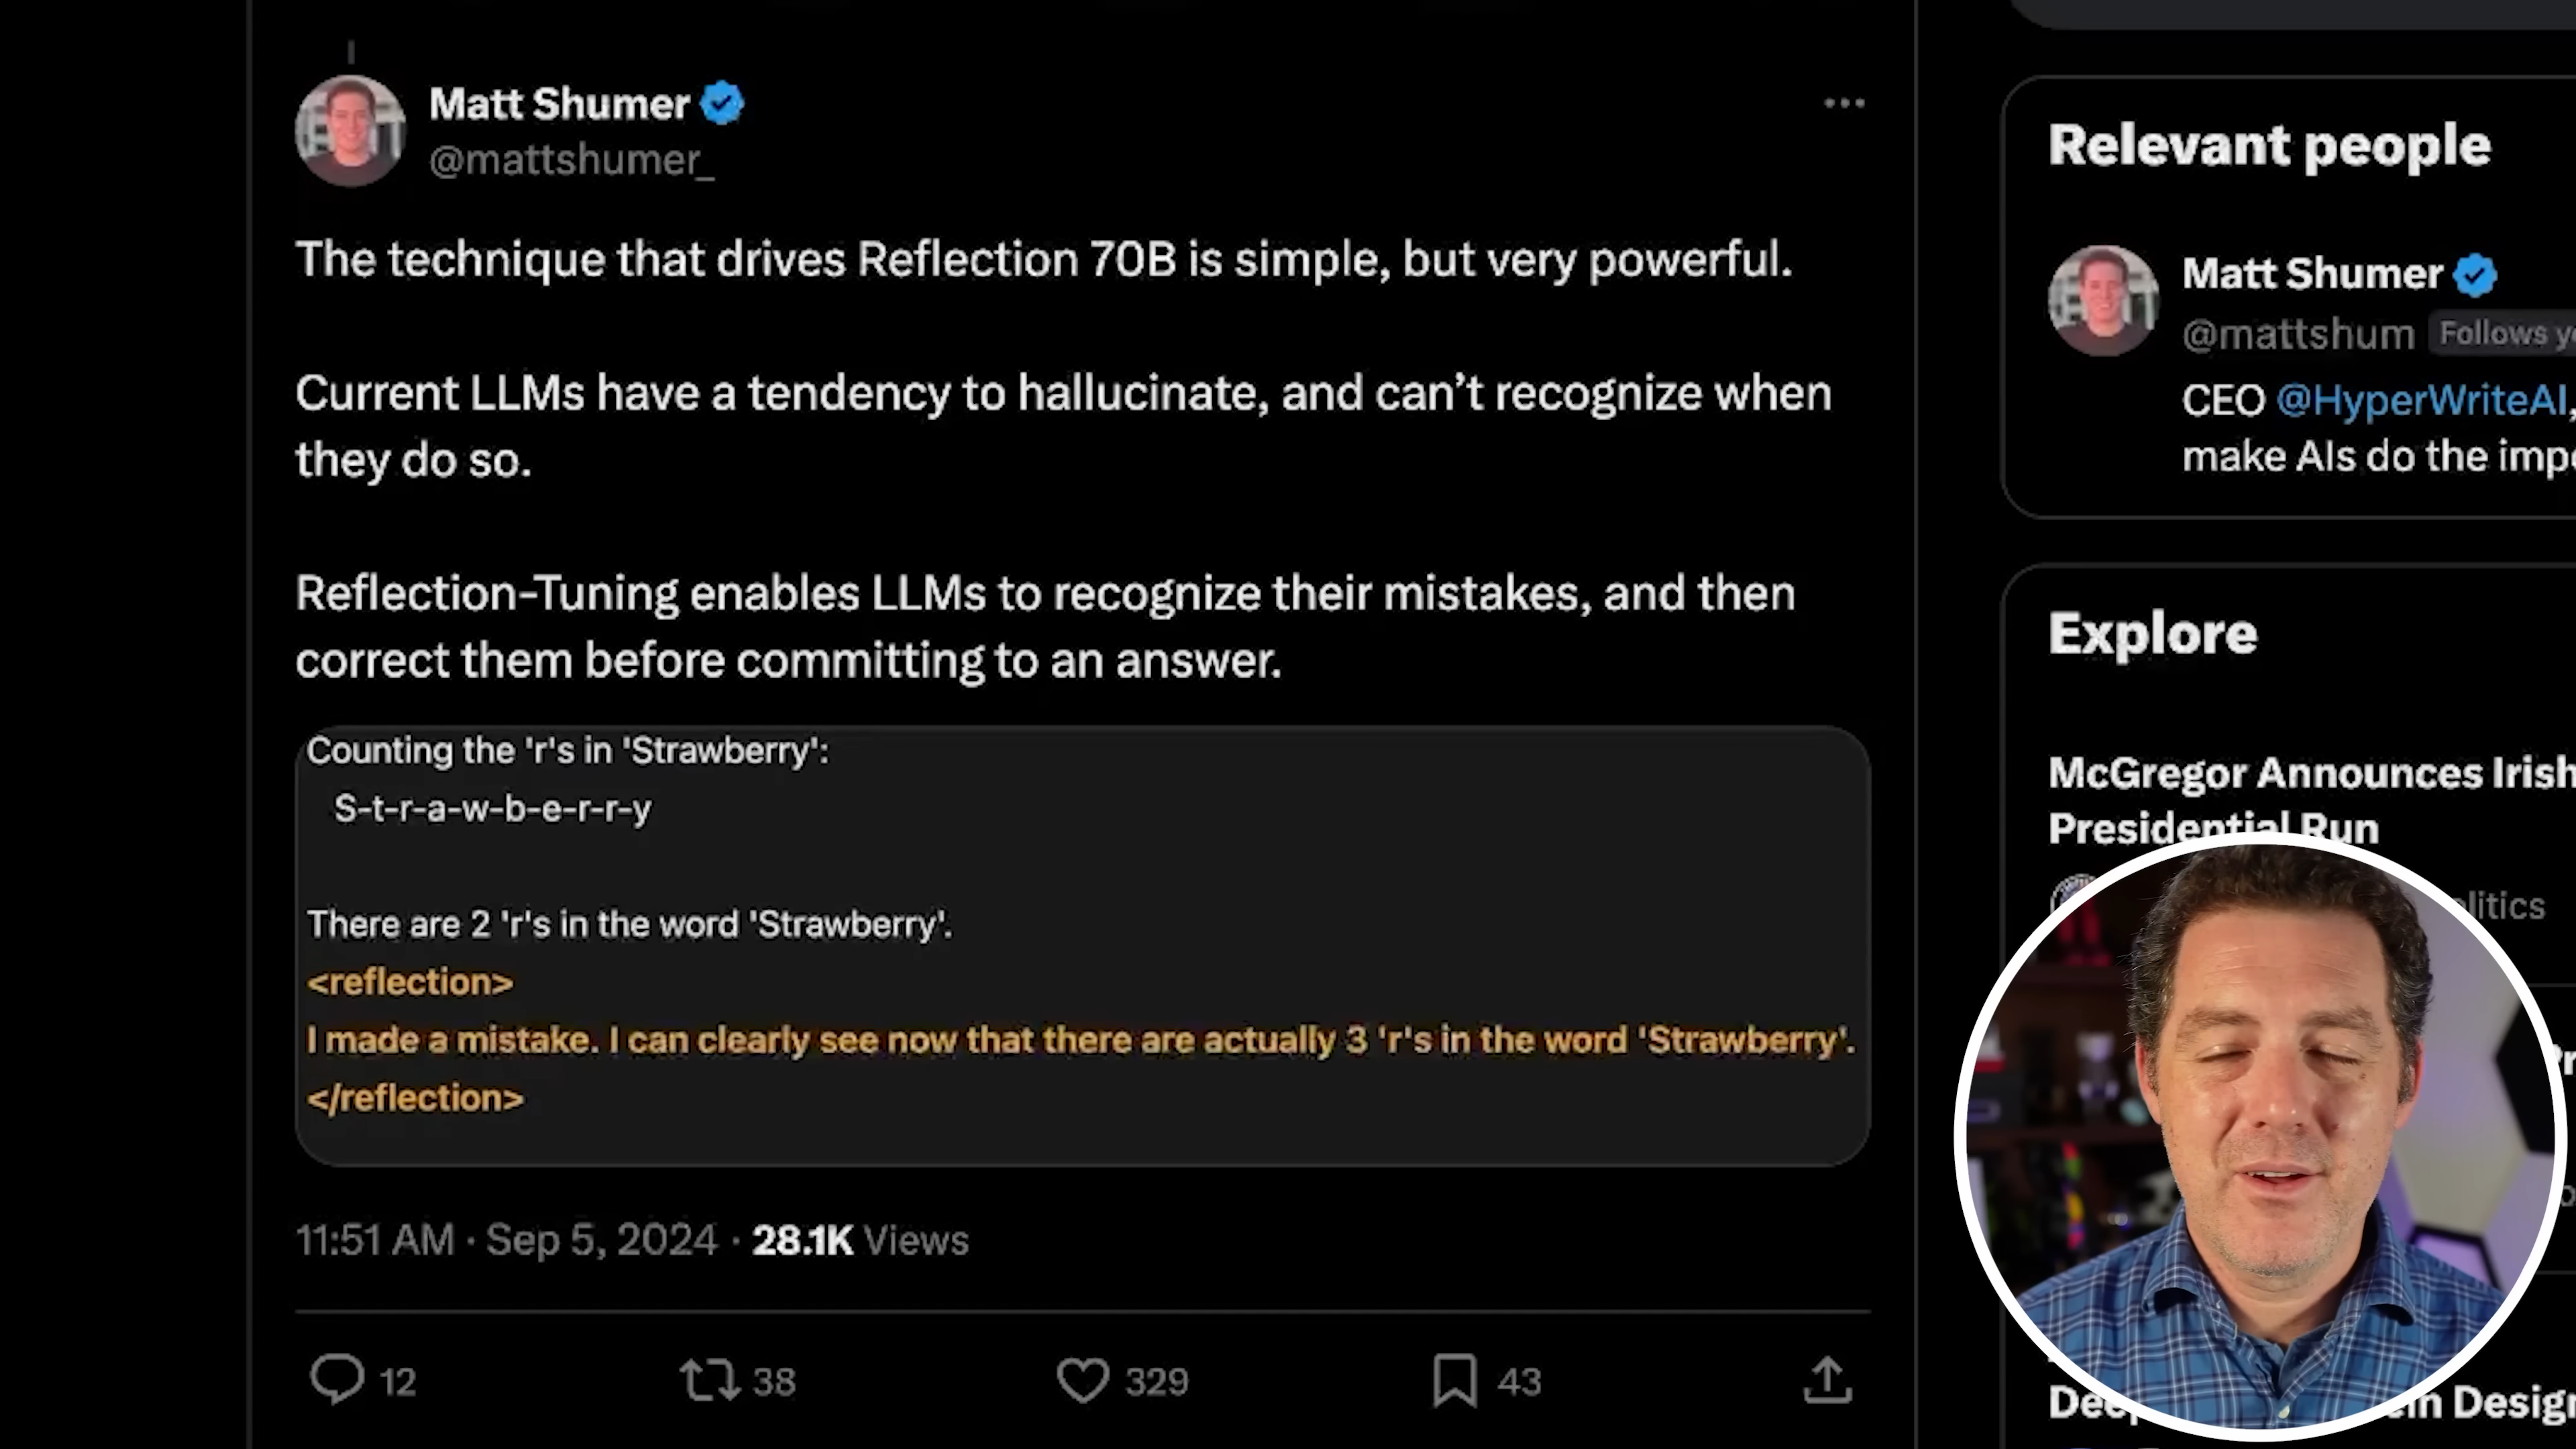 Matt Shumer
@mattshumer_
The technique that drives Reflection 70B is simple, but very powerful.
Current LLMs have a tendency to hallucinate, and can’t recognize when
they do so.
Reflection-Tuning enables LLMs to recognize their mistakes, and then
correct them before committing to an answer.
Counting the 'r's in 'Strawberry':
S-t-r-a-w-b-e-r-r-y
There are 2 'r's in the word 'Strawberry'.
<reflection>
I made a mistake. I can clearly see now that there are actually 3 'r's in the word 'Strawberry'.
</reflection>
11:51 AM · Sep 5, 2024 · 28.1K Views
12 38 329 43
Relevant people
Matt Shumer
@mattshum Follows
CEO @HyperWriteAI,
make AIs do the
Explore
McGregor Announces Irish
Presidential Run
Design